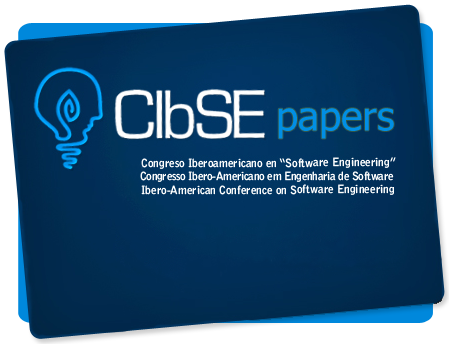 CIbSE papers
Congreso Iberoamericano en “Software Engineering”
Congresso Ibero-Americano em Engenharia de Software
Ibero-American Conference on Software Engineering